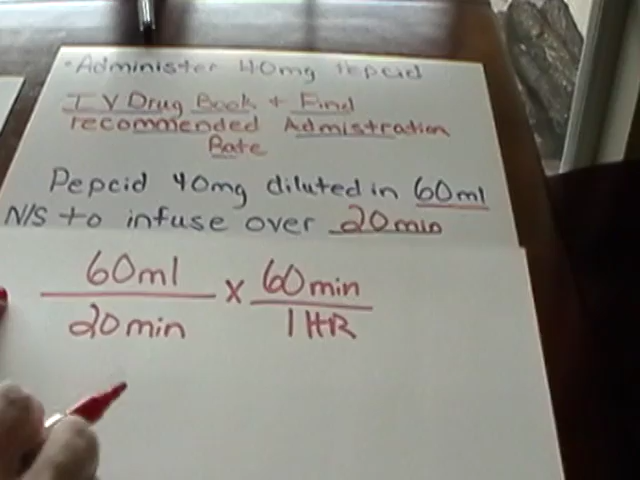 Administer 40mg Pepcid
IV Drug Book + Find
recommended Admistration
Rate
Pepcid 40mg diluted in 60ml
N/S to infuse over 20min
60ml
20min
x
60min
1HR